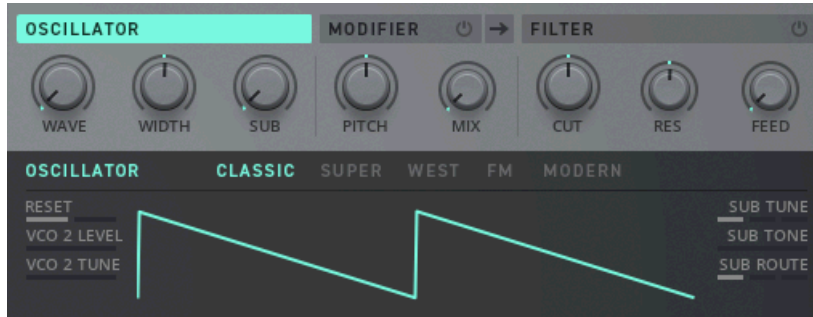 OSCILLATOR MODIFIER FILTER
WAVE WIDTH SUB PITCH MIX CUT RES FEED
OSCILLATOR CLASSIC SUPER WEST FM MODERN
RESET SUB TUNE
VCO 2 LEVEL SUB TONE
VCO 2 TUNE SUB ROUTE